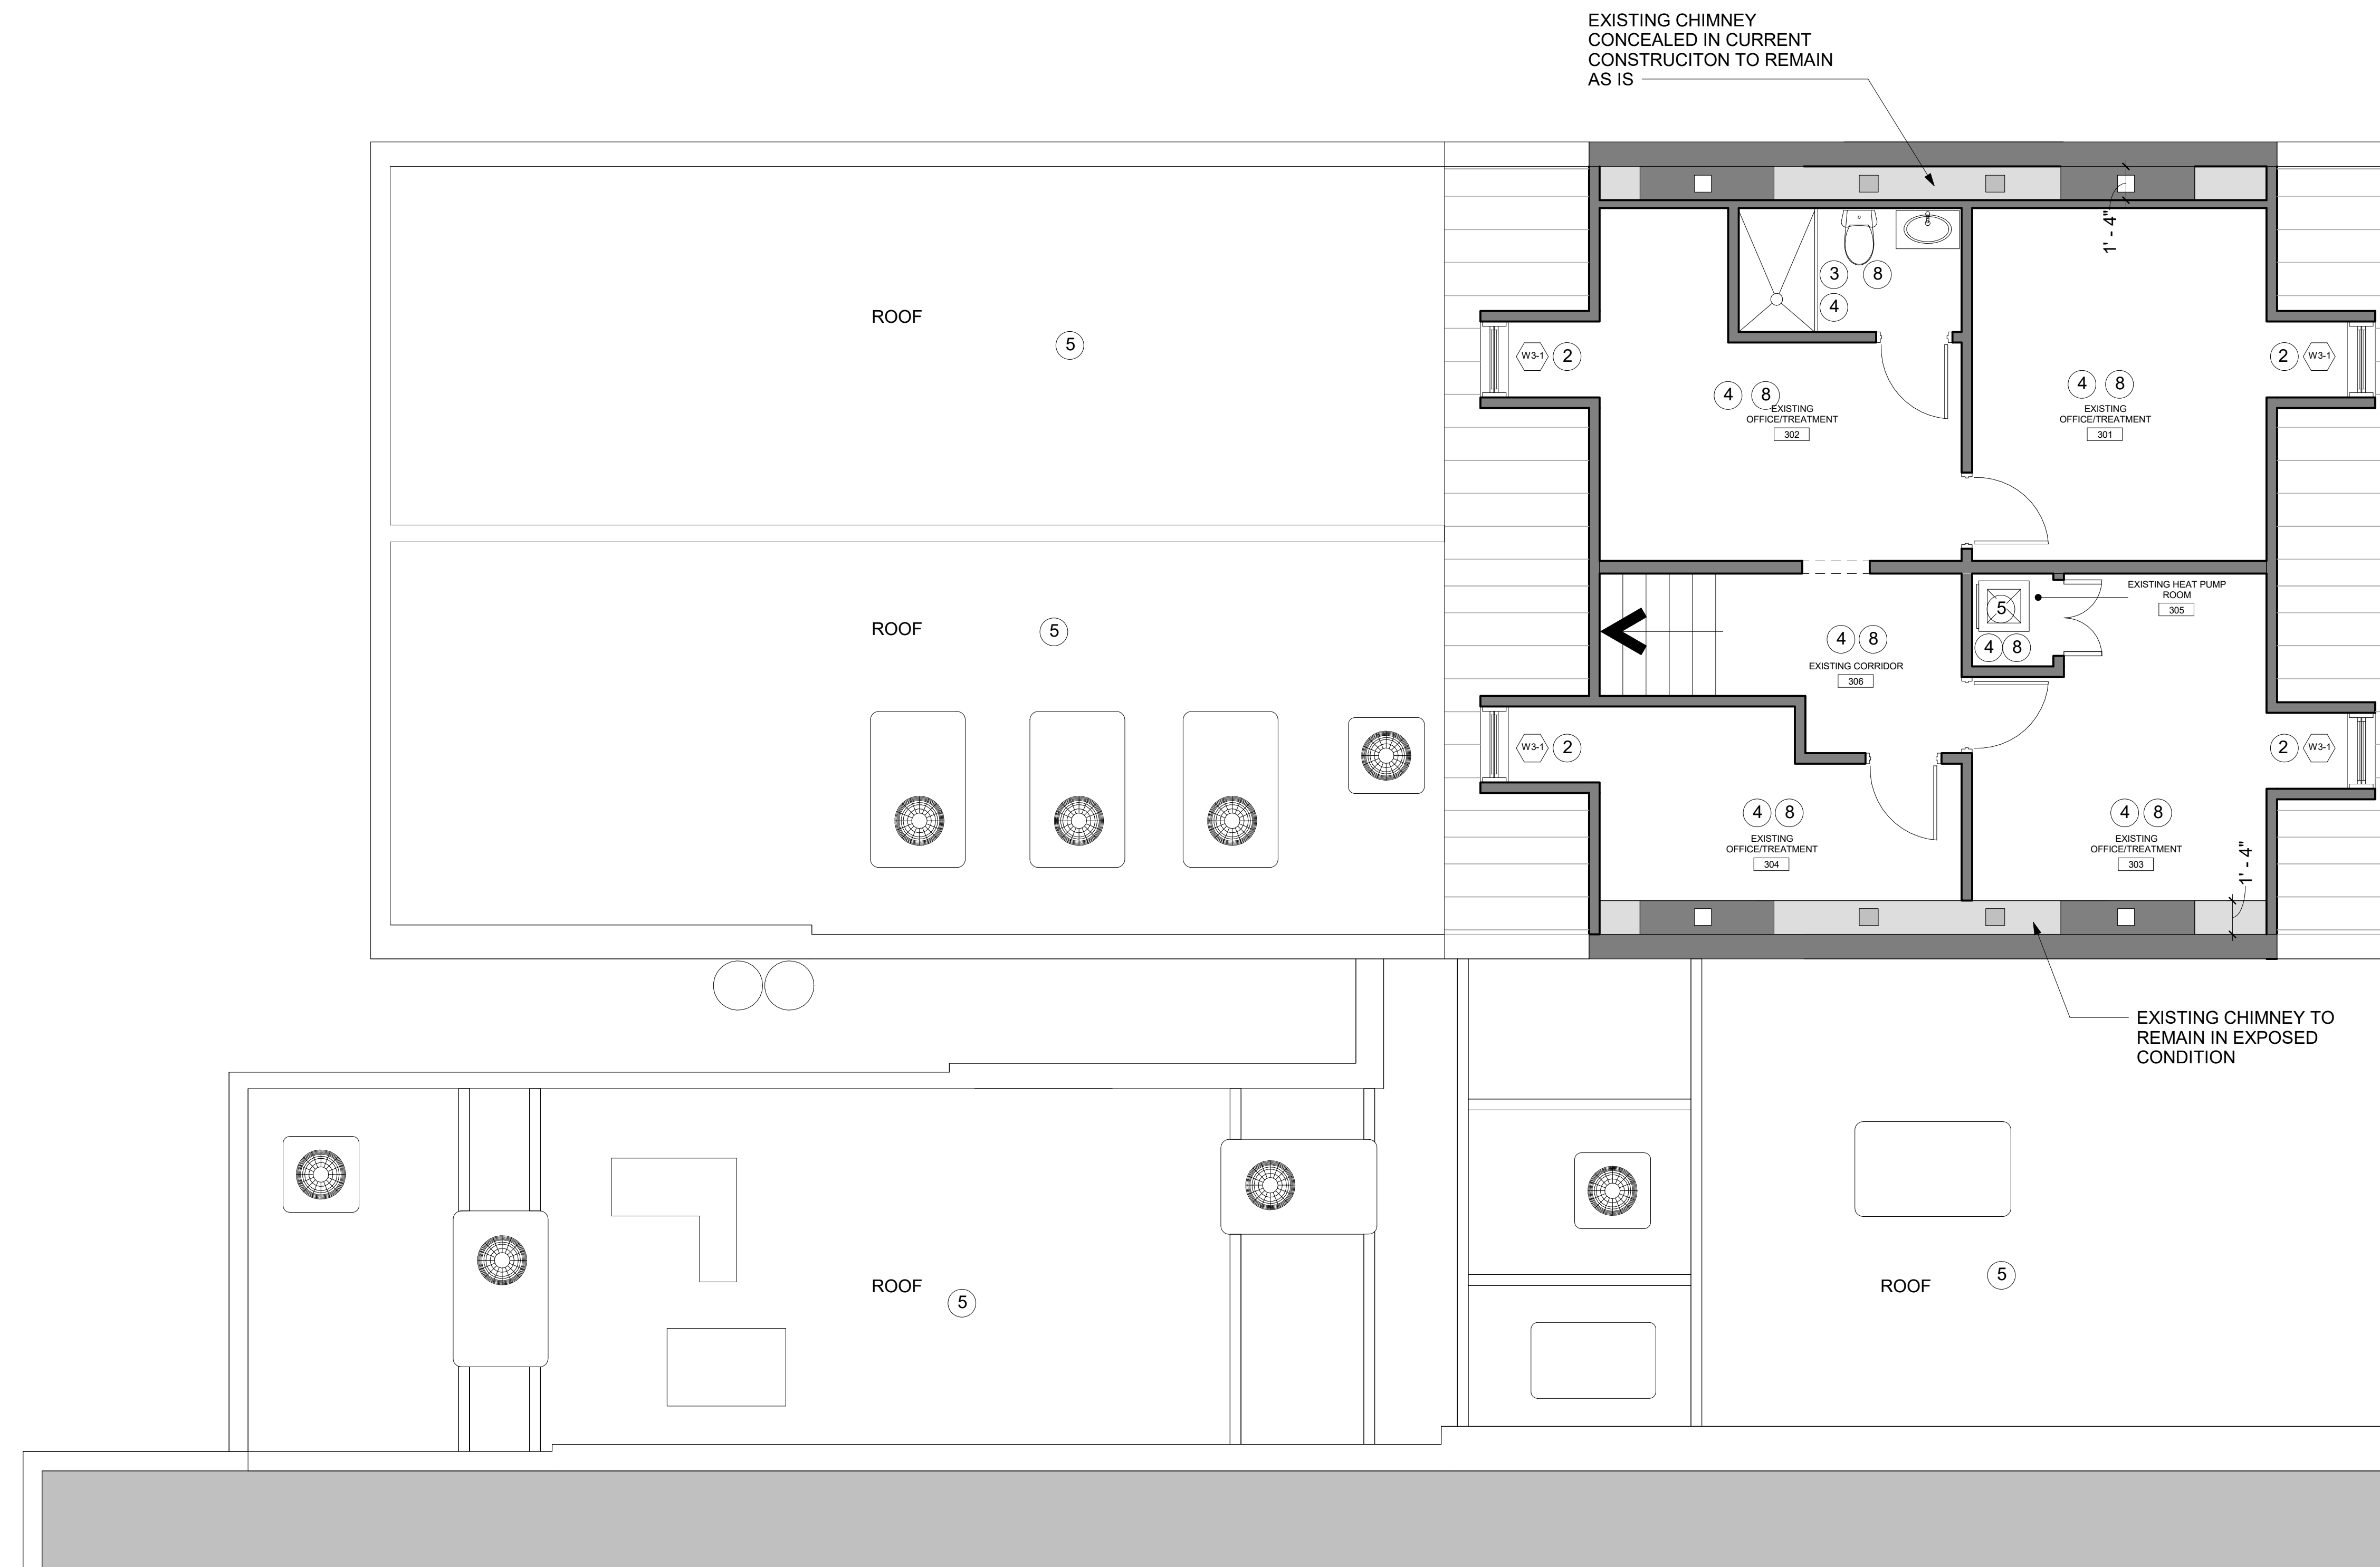 EXISTING CHIMNEY
CONCEALED IN CURRENT
CONSTRUCITON TO REMAIN
AS IS
1' - 4"
3 8
4
ROOF
5
W3-1 2
2 W3-1
4 8
EXISTING
OFFICE/TREATMENT
302
4 8
EXISTING
OFFICE/TREATMENT
301
EXISTING HEAT PUMP
ROOM
305
5
4 8
ROOF
5
4 8
EXISTING CORRIDOR
306
W3-1 2
2 W3-1
4 8
EXISTING
OFFICE/TREATMENT
304
4 8
EXISTING
OFFICE/TREATMENT
303
1' - 4"
EXISTING CHIMNEY TO
REMAIN IN EXPOSED
CONDITION
ROOF
5
ROOF
5